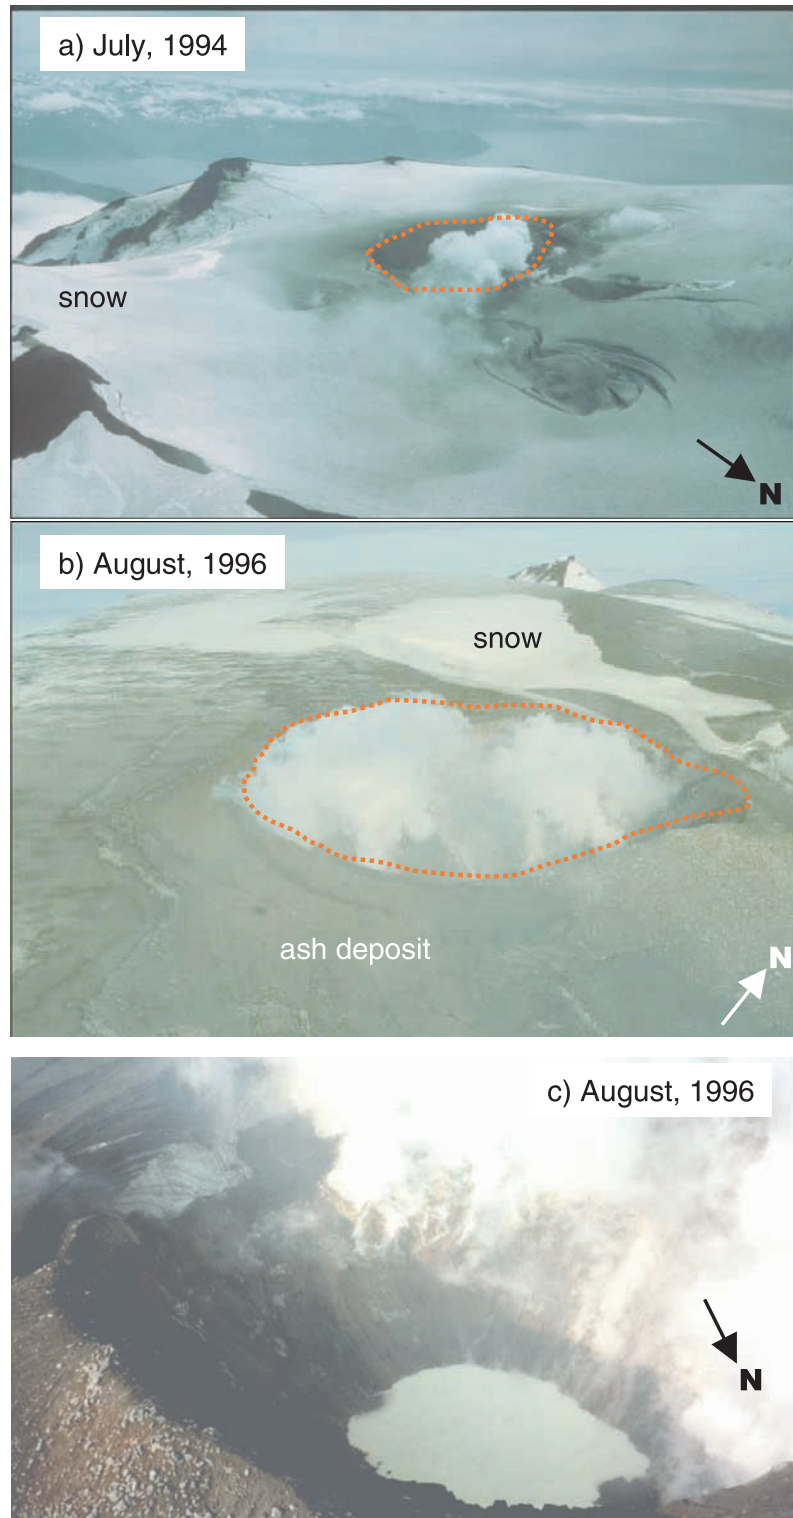 a) July, 1994
snow
N
b) August, 1996
snow
ash deposit
N
c) August, 1996
N